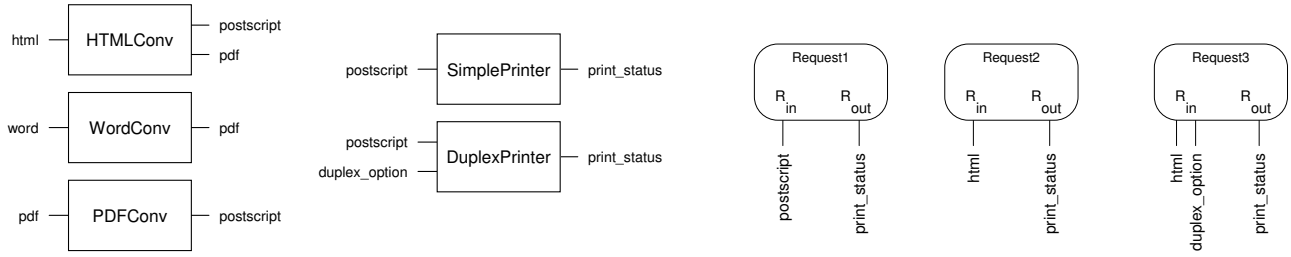 html
HTMLConv
postscript
pdf
word
WordConv
pdf
pdf
PDFConv
postscript
postscript
SimplePrinter
print_status
postscript
duplex_option
DuplexPrinter
print_status
Request1
R in R out
postscript
print_status
Request2
R in R out
html
print_status
Request3
R in R out
html
duplex_option
print_status